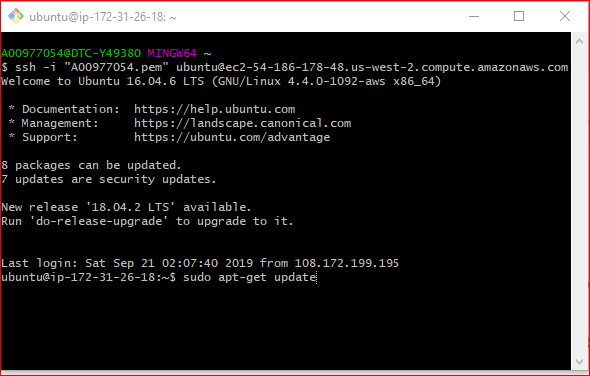 ubuntu@ip-172-31-26-18: ~
A00977054@DTC-Y49380 MINGW64 ~
$ ssh -i "A00977054.pem" ubuntu@ec2-54-186-178-48.us-west-2.compute.amazonaws.com
Welcome to Ubuntu 16.04.6 LTS (GNU/Linux 4.4.0-1092-aws x86_64)
* Documentation:  https://help.ubuntu.com
* Management:     https://landscape.canonical.com
* Support:        https://ubuntu.com/advantage
8 packages can be updated.
7 updates are security updates.
New release '18.04.2 LTS' available.
Run 'do-release-upgrade' to upgrade to it.
Last login: Sat Sep 21 02:07:40 2019 from 108.172.199.195
ubuntu@ip-172-31-26-18:~$ sudo apt-get update